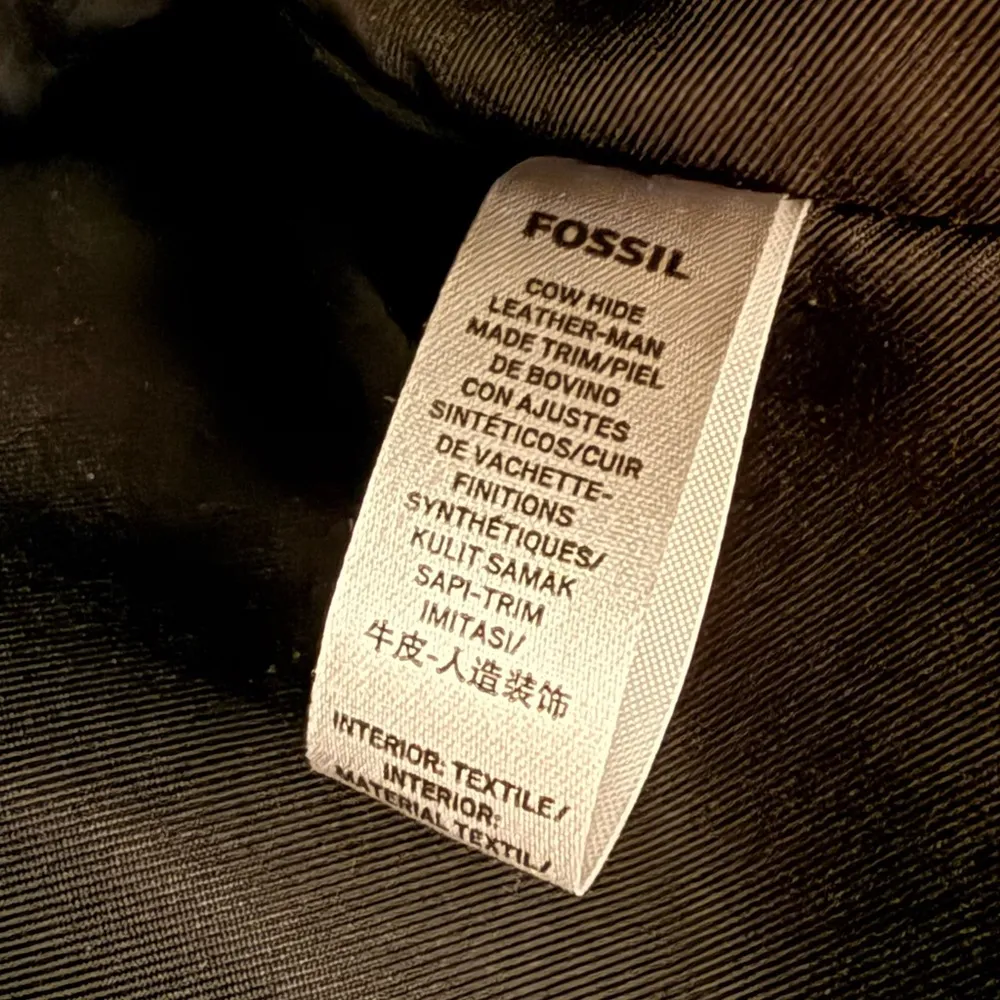 FOSSIL
COW HIDE
LEATHER-MAN
MADE TRIM/PIEL
DE BOVINO
CON AJUSTES
SINTÉTICOS/CUIR
DE VACHETTE-
FINITIONS
SYNTHÉTIQUES/
KULIT SAMAK
SAPI-TRIM
IMITASI/
牛皮-人造装饰
INTERIOR: TEXTILE/
INTERIOR:
MATERIAL TEXTIL/